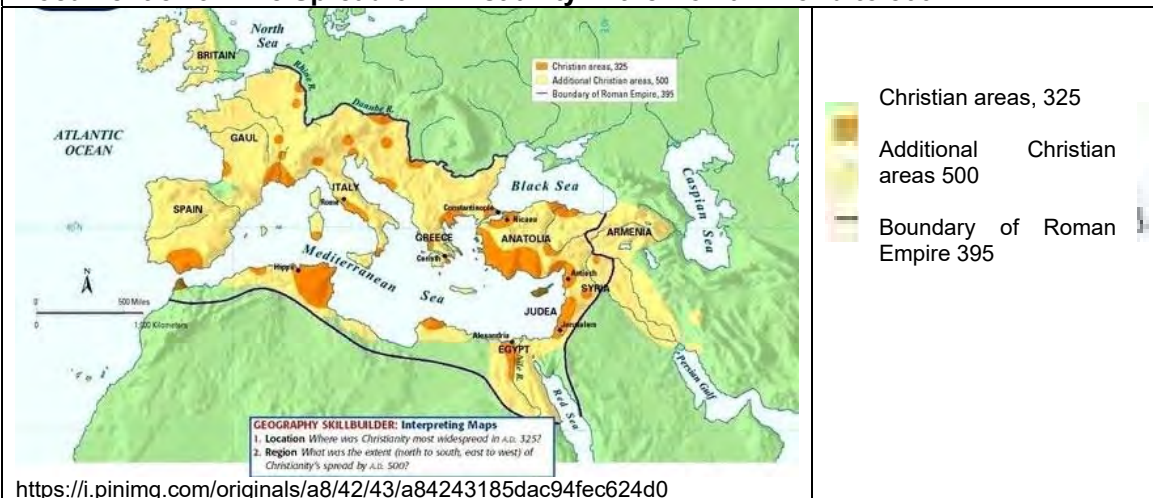 North
Sea
BRITAIN
Rhine R.
Christian areas, 325
Additional Christian areas, 500
Boundary of Roman Empire, 395
Danube R.
ATLANTIC
OCEAN
GAUL
Caspian Sea
Black Sea
ITALY
Rome
SPAIN
Constantinople
Nicaea
ANATOLIA
ARMENIA
GREECE
Corinth
Mediterranean
Sea
Hippo
Antioch
SYRIA
N
500 Miles
0
1,000 Kilometers
JUDEA
Jerusalem
Alexandria
EGYPT
Nile R.
Red Sea
Persian Gulf
GEOGRAPHY SKILLBUILDER: Interpreting Maps
1. Location Where was Christianity most widespread in A.D. 325?
2. Region What was the extent (north to south, east to west) of
Christianity's spread by A.D. 500?
https://i.pinimg.com/originals/a8/42/43/a84243185dac94fec624d0
Christian areas, 325
Additional Christian
areas 500
Boundary of Roman
Empire 395